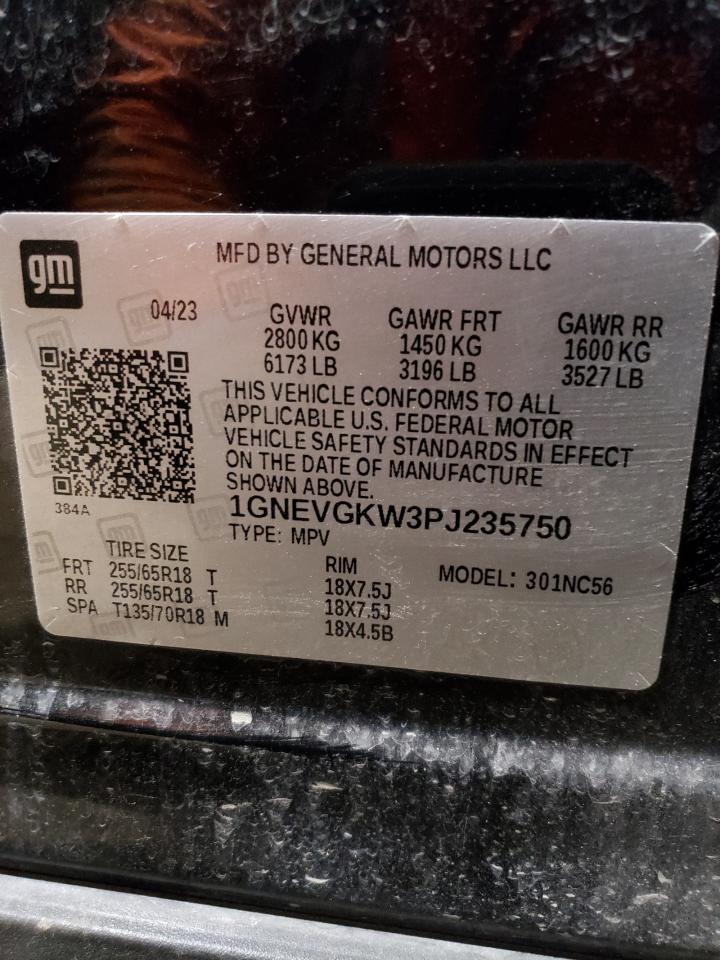 gm
MFD BY GENERAL MOTORS LLC
04/23 GVWR GAWR FRT GAWR RR
2800 KG 1450 KG 1600 KG
6173 LB 3196 LB 3527 LB
THIS VEHICLE CONFORMS TO ALL
APPLICABLE U.S. FEDERAL MOTOR
VEHICLE SAFETY STANDARDS IN EFFECT
ON THE DATE OF MANUFACTURE
SHOWN ABOVE.
384A
1GNEVGKW3PJ235750
TYPE: MPV
TIRE SIZE RIM MODEL: 301NC56
FRT 255/65R18 T 18X7.5J
RR 255/65R18 T 18X7.5J
SPA T135/70R18 M 18X4.5B